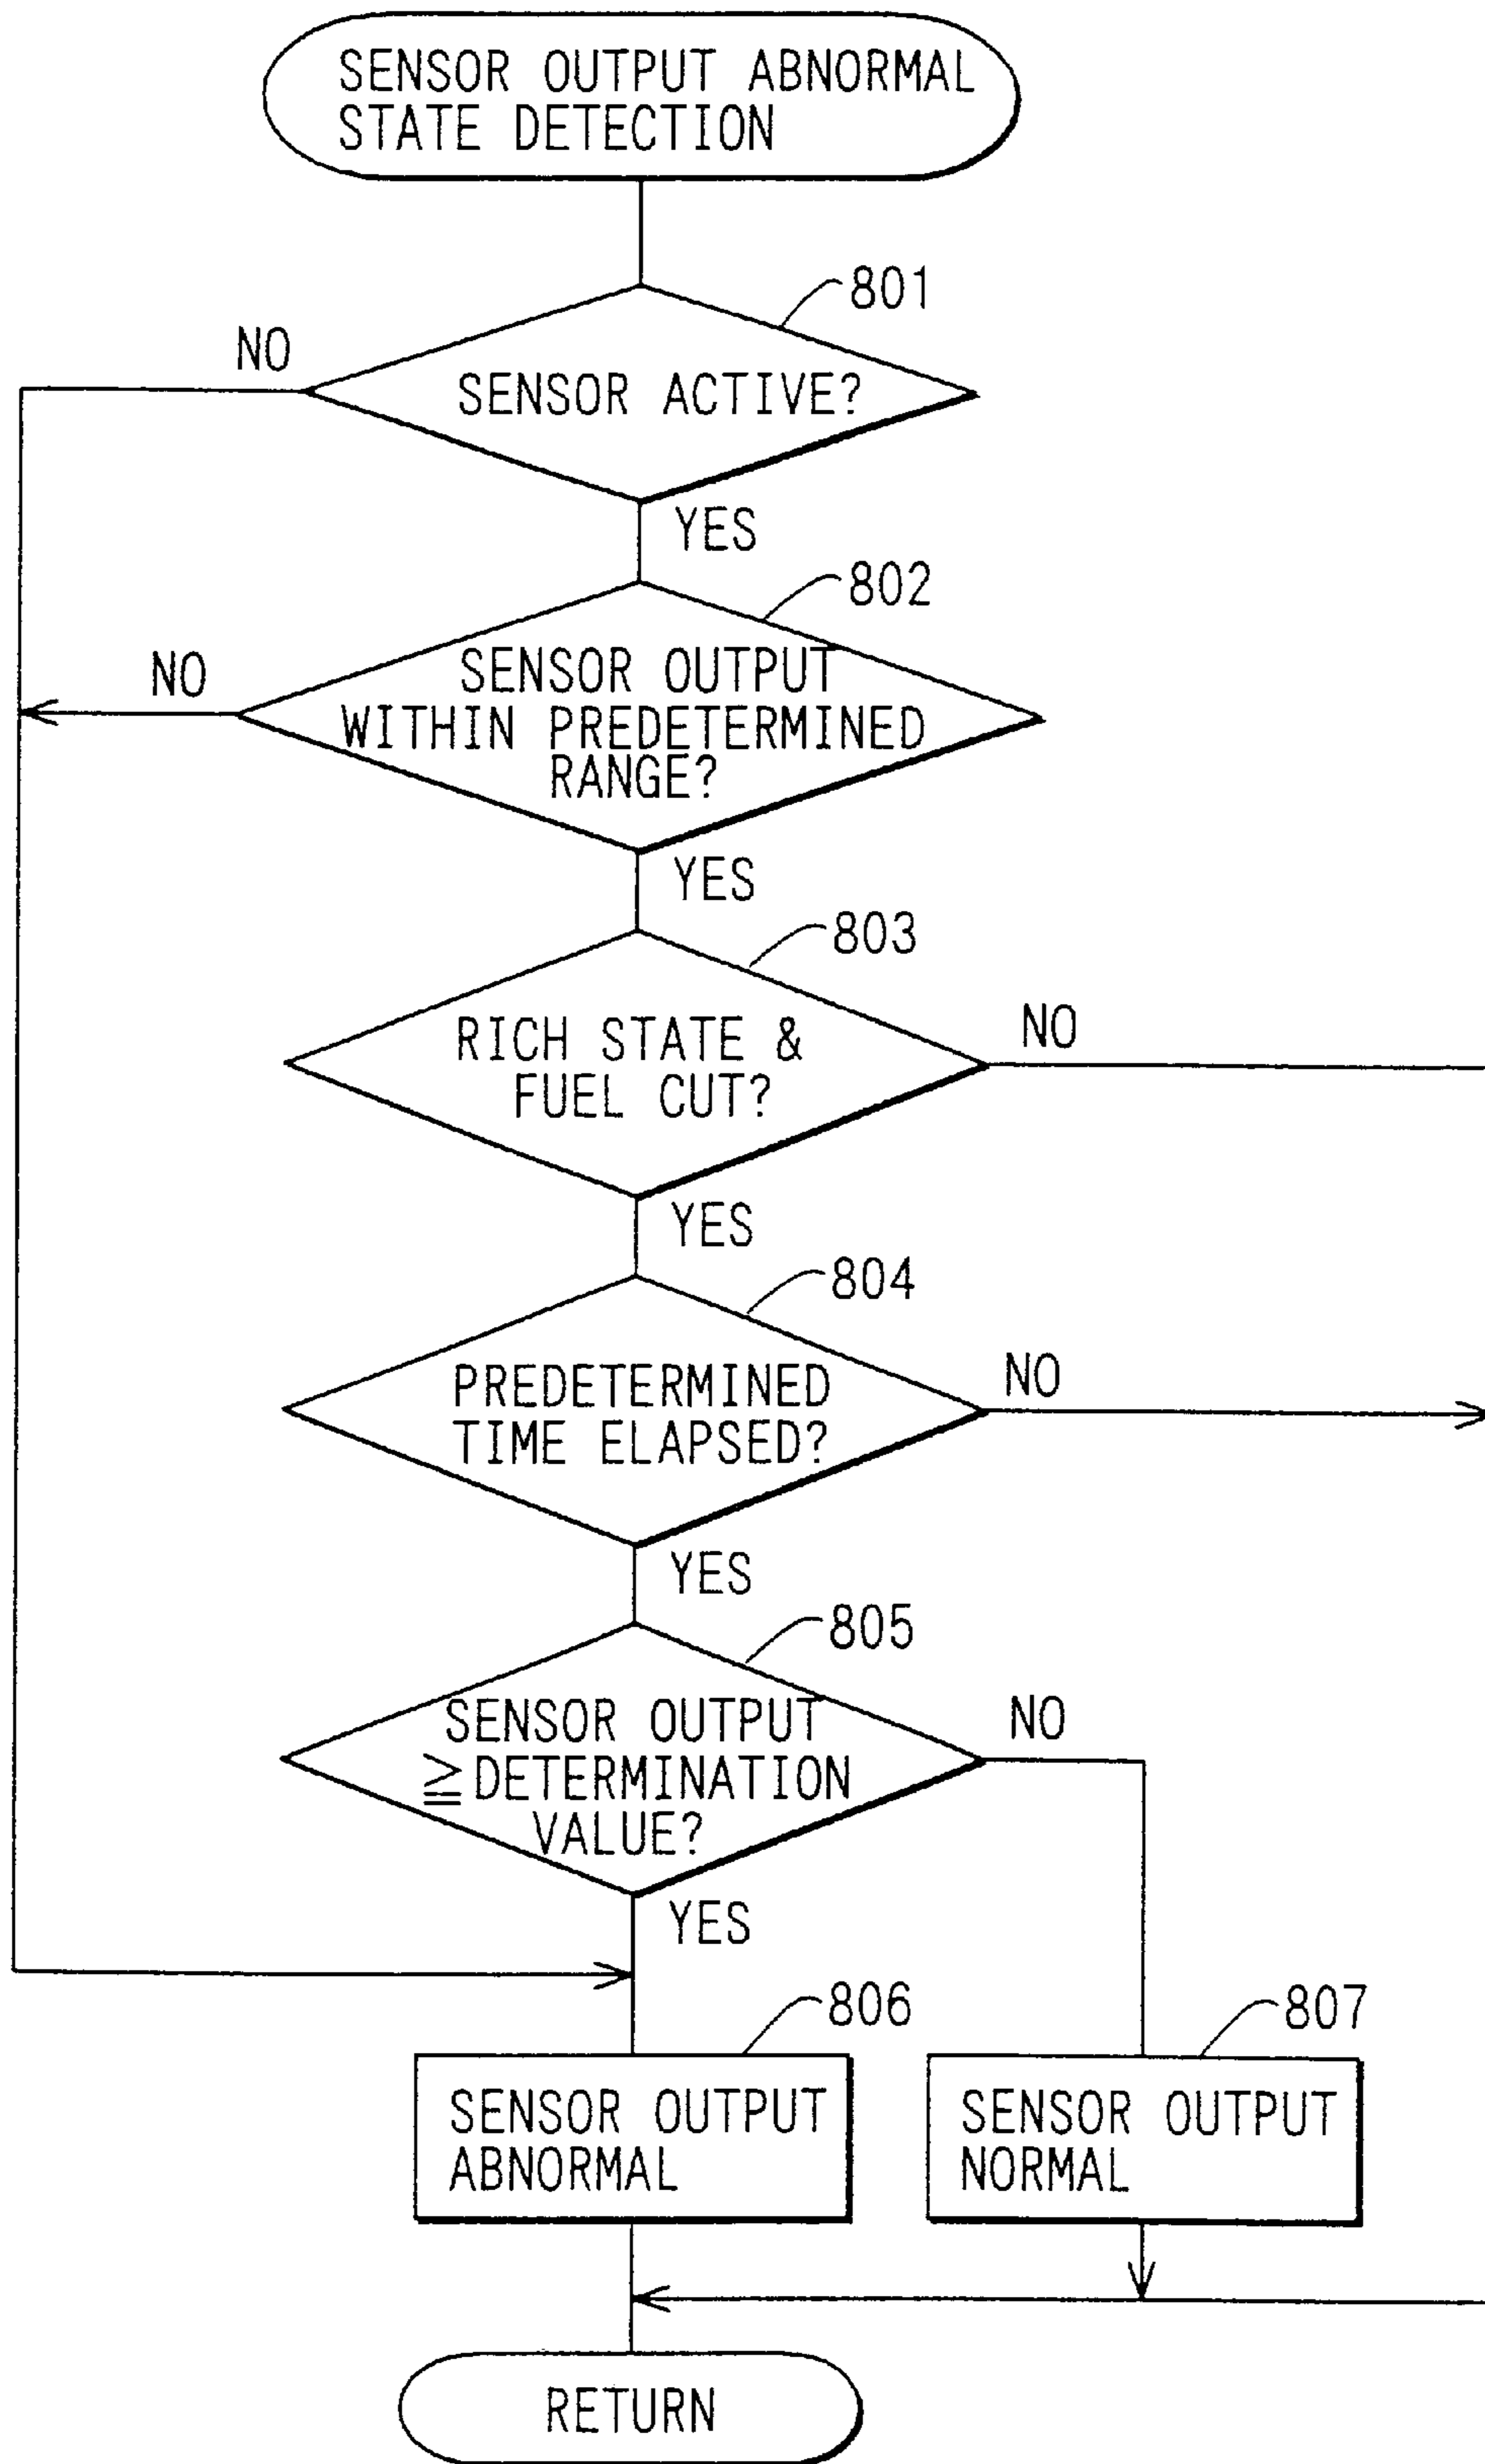 SENSOR OUTPUT ABNORMAL
STATE DETECTION
801
NO
SENSOR ACTIVE?
YES
802
NO
SENSOR OUTPUT
WITHIN PREDETERMINED
RANGE?
YES
803
RICH STATE &
FUEL CUT?
NO
YES
804
PREDETERMINED
TIME ELAPSED?
NO
YES
805
SENSOR OUTPUT
≧DETERMINATION
VALUE?
NO
YES
806
807
SENSOR OUTPUT
ABNORMAL
SENSOR OUTPUT
NORMAL
RETURN